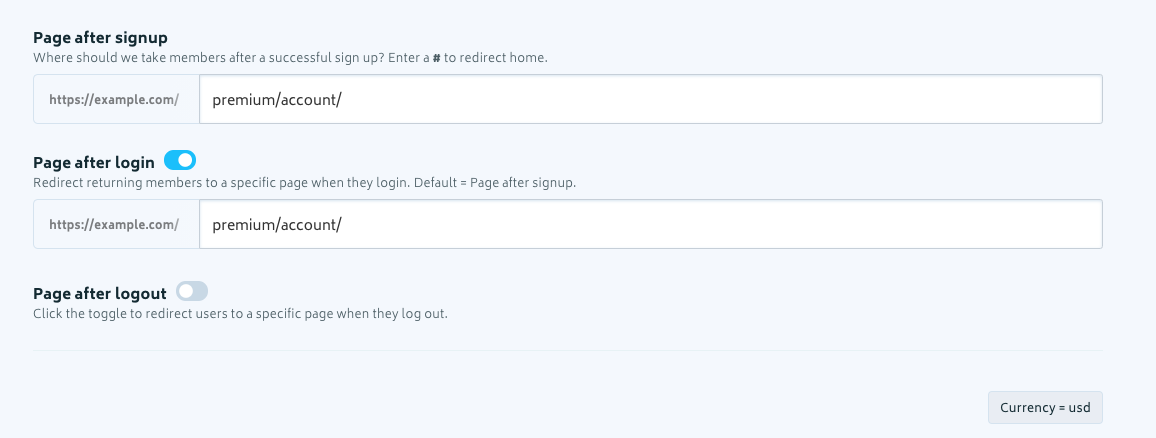 Page after signup
Where should we take members after a successful sign up? Enter a # to redirect home.
https://example.com/ premium/account/
Page after login
Redirect returning members to a specific page when they login. Default = Page after signup.
https://example.com/ premium/account/
Page after logout
Click the toggle to redirect users to a specific page when they log out.
Currency = usd